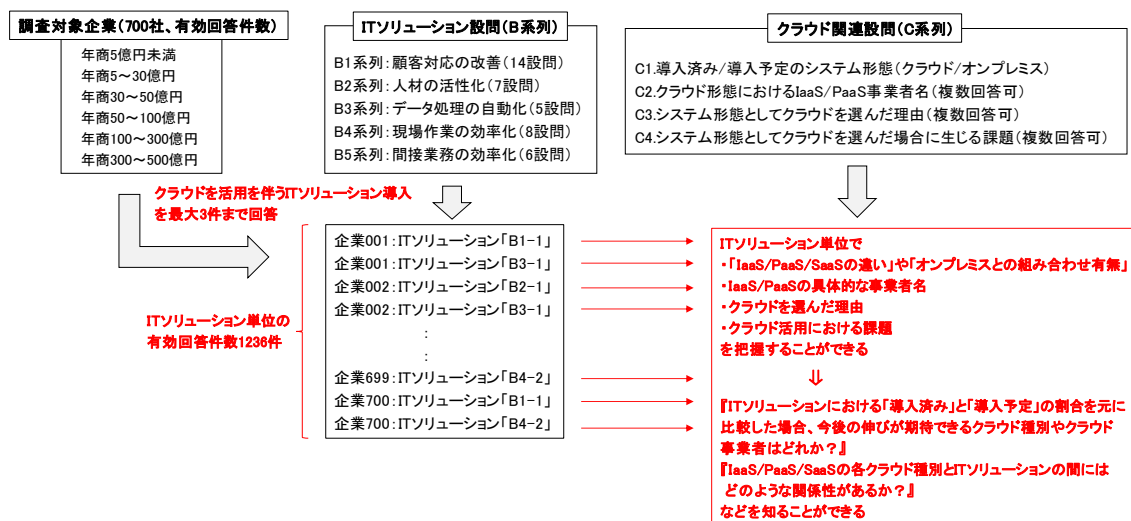 調査対象企業(700社、有効回答件数)
年商5億円未満
年商5～30億円
年商30～50億円
年商50～100億円
年商100～300億円
年商300～500億円
ITソリューション設問(B系列)
B1系列:顧客対応の改善(14設問)
B2系列:人材の活性化(7設問)
B3系列:データ処理の自動化(5設問)
B4系列:現場作業の効率化(8設問)
B5系列:間接業務の効率化(6設問)
クラウド関連設問(C系列)
C1.導入済み/導入予定のシステム形態(クラウド/オンプレミス)
C2.クラウド形態におけるIaaS/PaaS事業者名(複数回答可)
C3.システム形態としてクラウドを選んだ理由(複数回答可)
C4.システム形態としてクラウドを選んだ場合に生じる課題(複数回答可)
クラウドを活用を伴うITソリューション導入
を最大3件まで回答
ITソリューション単位の
有効回答件数1236件
企業001:ITソリューション「B1-1」
企業001:ITソリューション「B3-1」
企業002:ITソリューション「B2-1」
企業002:ITソリューション「B3-1」
:
:
企業699:ITソリューション「B4-2」
企業700:ITソリューション「B1-1」
企業700:ITソリューション「B4-2」
ITソリューション単位で
・「IaaS/PaaS/SaaSの違い」や「オンプレミスとの組み合わせ有無」
・IaaS/PaaSの具体的な事業者名
・クラウドを選んだ理由
・クラウド活用における課題
を把握することができる
⇓
『ITソリューションにおける「導入済み」と「導入予定」の割合を元に
比較した場合、今後の伸びが期待できるクラウド種別やクラウド
事業者はどれか?』
『IaaS/PaaS/SaaSの各クラウド種別とITソリューションの間には
どのような関係性があるか?』
などを知ることができる